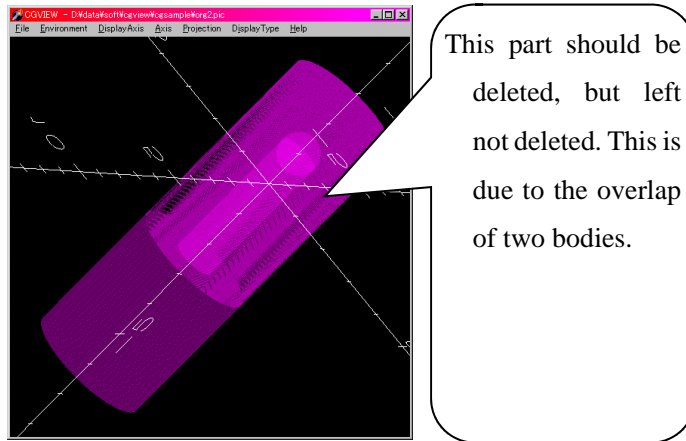 CGVIEW - D:¥data¥soft¥cgview¥cgsample¥org2.pic
File Environment DisplayAxis Axis Projection DisplayType Help
This part should be
deleted, but left
not deleted. This is
due to the overlap
of two bodies.